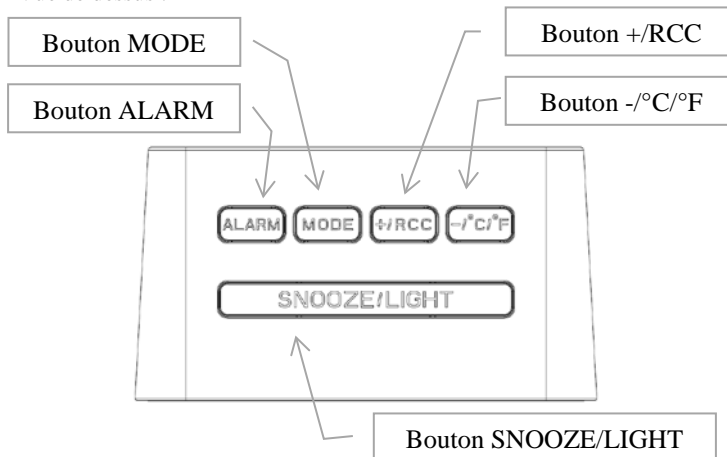 Bouton MODE
Bouton +/RCC
Bouton ALARM
Bouton -/°C/°F
ALARM MODE +/RCC -/°C/°F
SNOOZE/LIGHT
Bouton SNOOZE/LIGHT